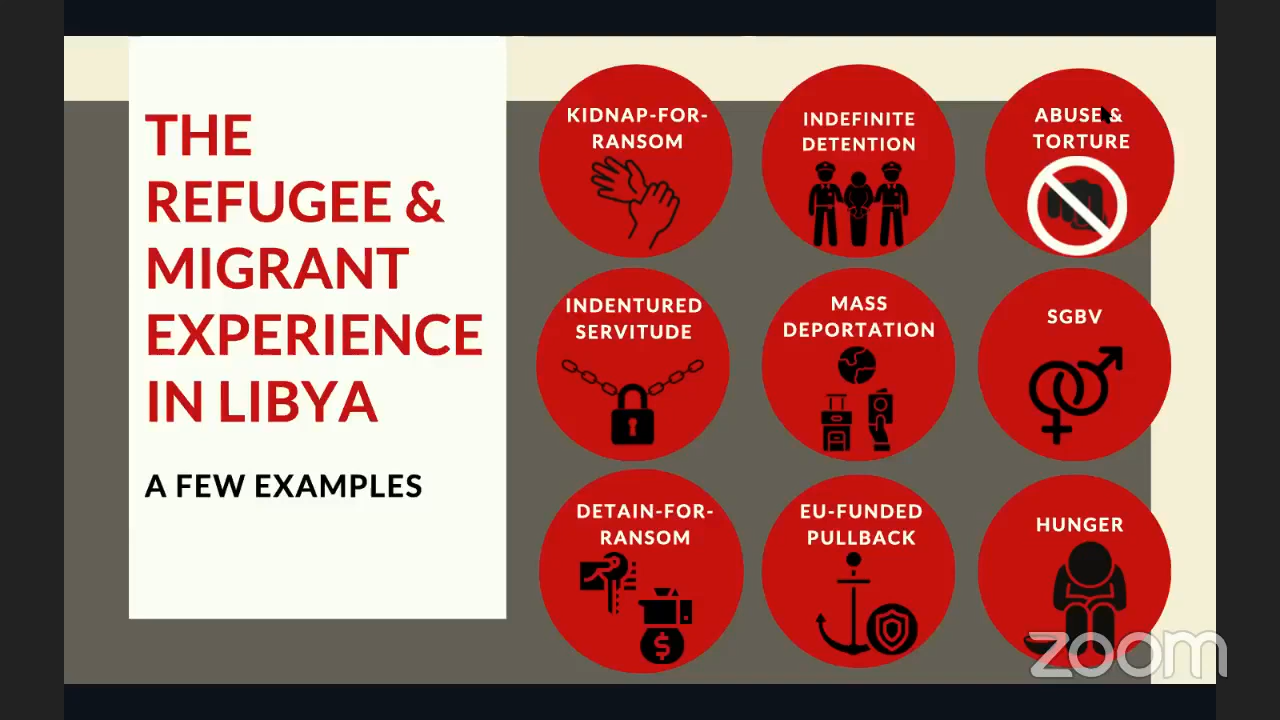 THE
REFUGEE &
MIGRANT
EXPERIENCE
IN LIBYA
A FEW EXAMPLES
KIDNAP-FOR-
RANSOM
INDEFINITE
DETENTION
ABUSE &
TORTURE
INDENTURED
SERVITUDE
MASS
DEPORTATION
SGBV
DETAIN-FOR-
RANSOM
$
EU-FUNDED
PULLBACK
HUNGER
zoom